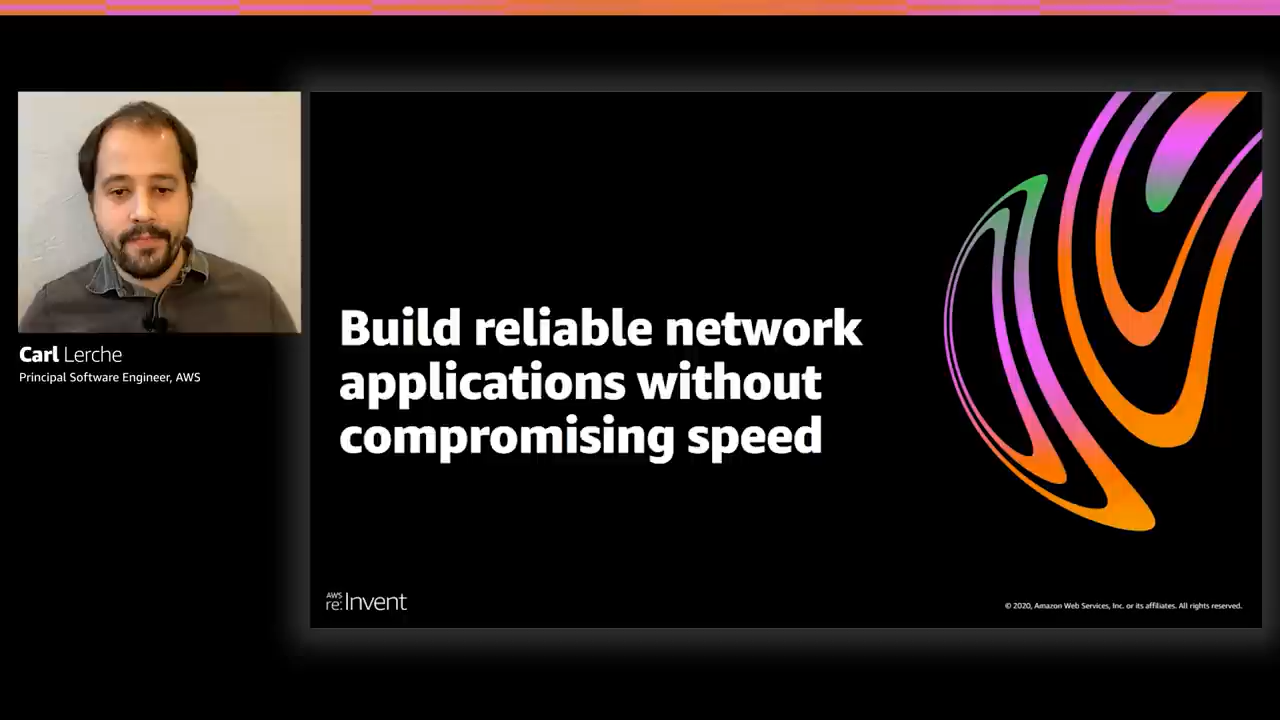 Carl Lerche
Principal Software Engineer, AWS
Build reliable network
applications without
compromising speed
AWS
re:Invent
© 2020, Amazon Web Services, Inc. or its affiliates. All rights reserved.